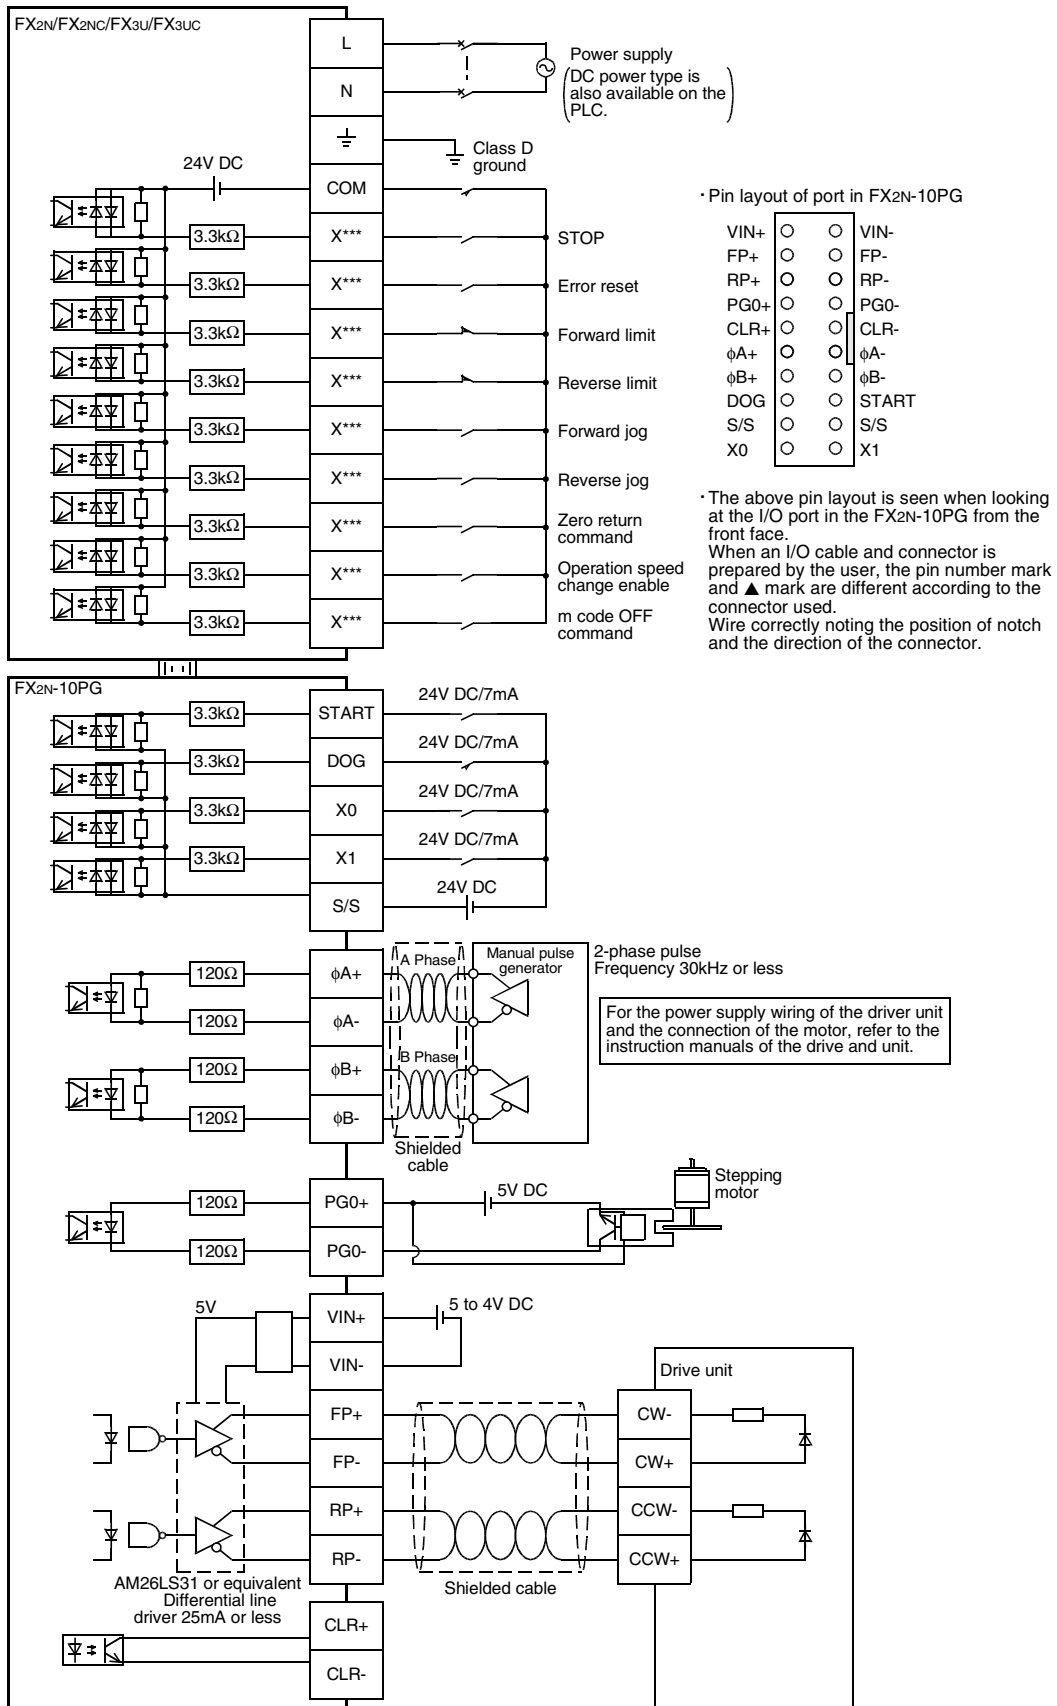 FX2N/FX2NC/FX3U/FX3UC
L
N
Power supply
DC power type is
also available on the
PLC.
Class D
ground
24V DC
COM
3.3kΩ
X***
STOP
3.3kΩ
X***
Error reset
3.3kΩ
X***
Forward limit
3.3kΩ
X***
Reverse limit
3.3kΩ
X***
Forward jog
3.3kΩ
X***
Reverse jog
3.3kΩ
X***
Zero return
command
3.3kΩ
X***
Operation speed
change enable
3.3kΩ
X***
m code OFF
command
· Pin layout of port in FX2N-10PG
VIN+ VIN-
FP+ FP-
RP+ RP-
PG0+ PG0-
CLR+ CLR-
ϕA+ ϕA-
ϕB+ ϕB-
DOG START
S/S S/S
X0 X1
· The above pin layout is seen when looking
at the I/O port in the FX2N-10PG from the
front face.
When an I/O cable and connector is
prepared by the user, the pin number mark
and ▲ mark are different according to the
connector used.
Wire correctly noting the position of notch
and the direction of the connector.
FX2N-10PG
3.3kΩ
START
24V DC/7mA
3.3kΩ
DOG
24V DC/7mA
3.3kΩ
X0
24V DC/7mA
3.3kΩ
X1
24V DC/7mA
S/S
24V DC
120Ω
ϕA+
A Phase
Manual pulse
generator
2-phase pulse
Frequency 30kHz or less
120Ω
ϕA-
For the power supply wiring of the driver unit
and the connection of the motor, refer to the
instruction manuals of the drive and unit.
120Ω
ϕB+
B Phase
120Ω
ϕB-
Shielded
cable
120Ω
PG0+
5V DC
Stepping
motor
120Ω
PG0-
5V
VIN+
5 to 4V DC
VIN-
Drive unit
FP+
CW-
FP-
CW+
RP+
CCW-
RP-
CCW+
AM26LS31 or equivalent
Differential line
driver 25mA or less
Shielded cable
CLR+
CLR-